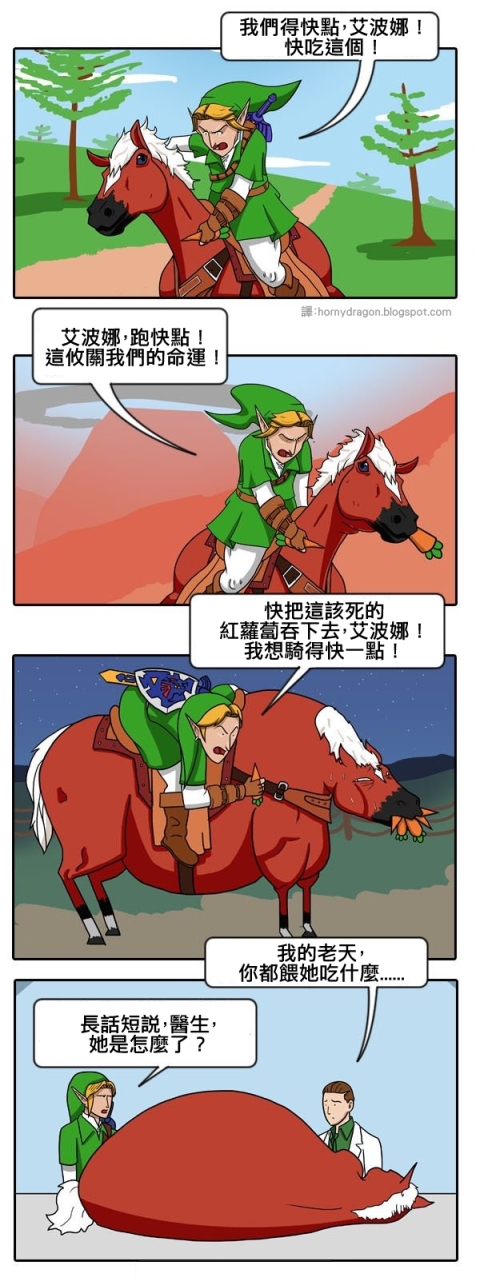 我們得快點,艾波娜！
快吃這個！
譯:hornydragon.blogspot.com
艾波娜,跑快點！
這攸關我們的命運！
快把這該死的
紅蘿蔔吞下去,艾波娜！
我想騎得快一點！
我的老天,
你都餵她吃什麼......
長話短說,醫生,
她是怎麼了？